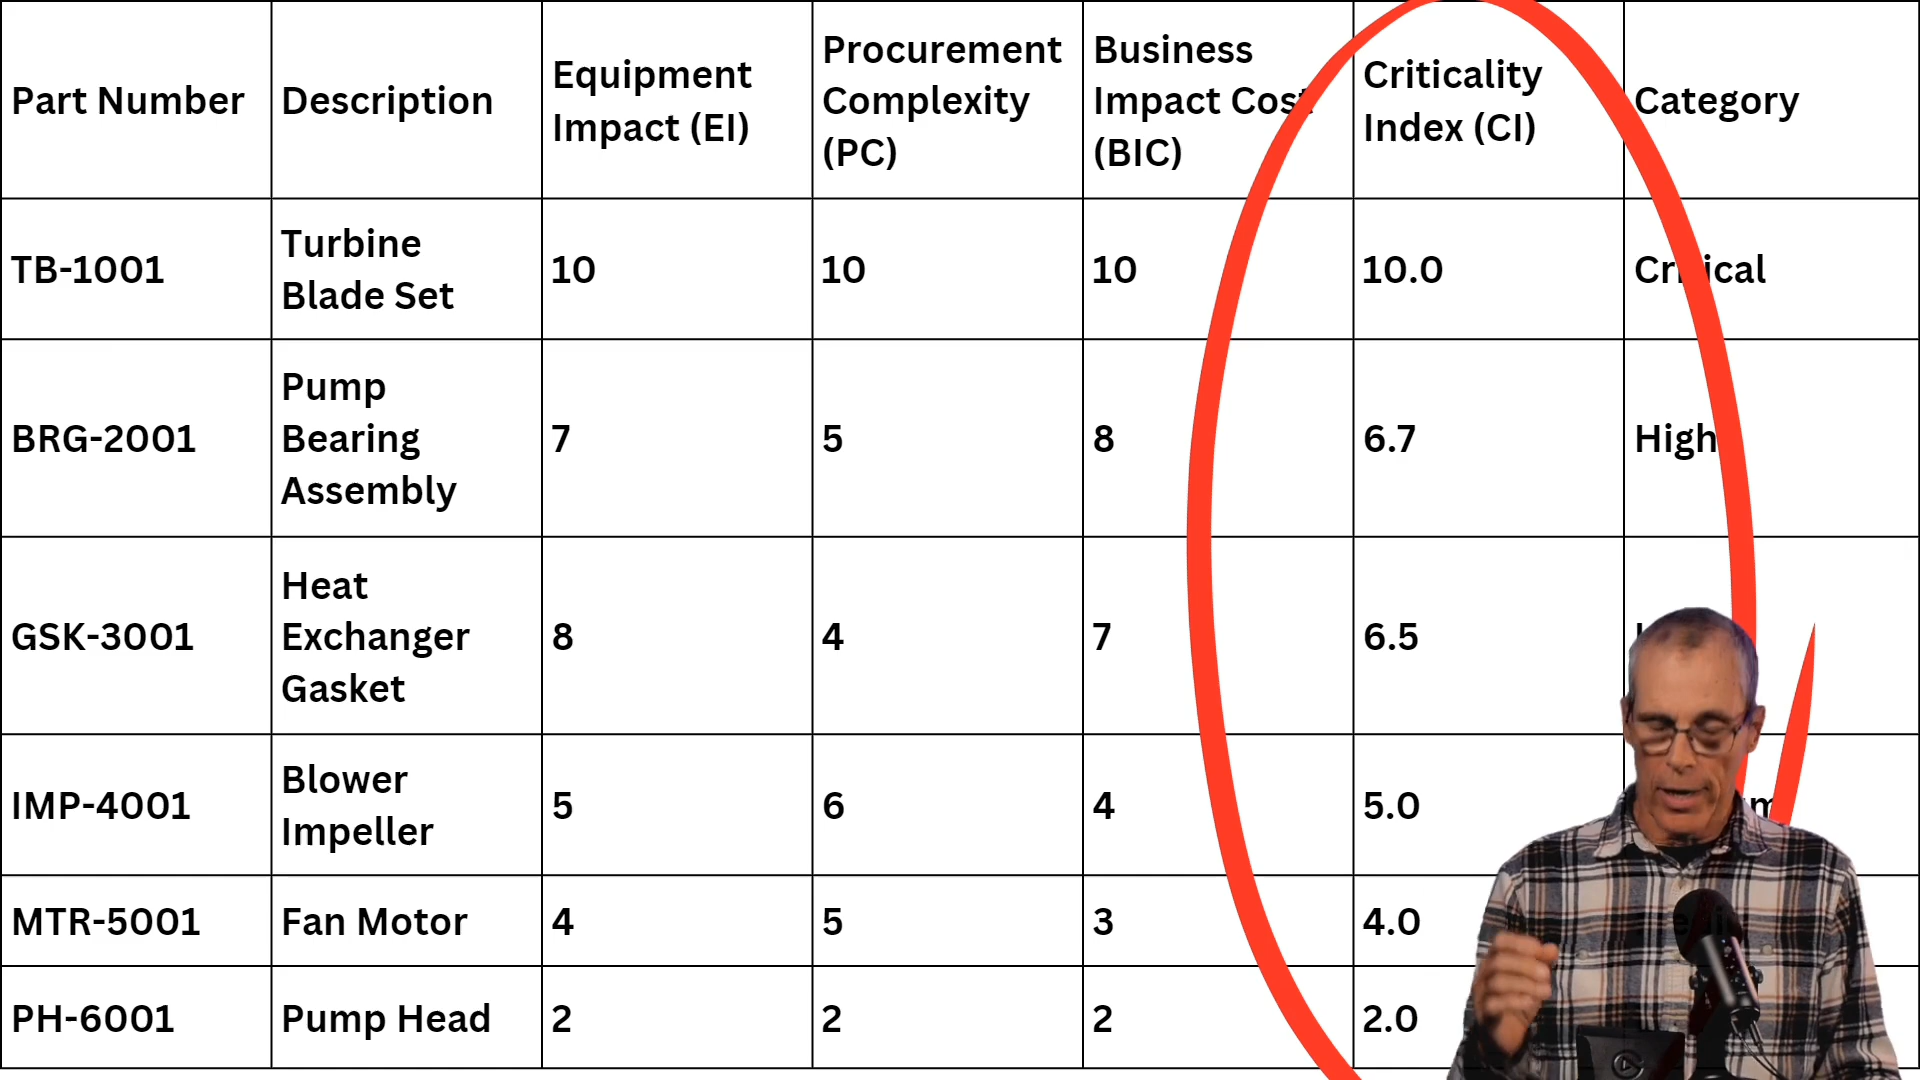 Part Number
Description
Equipment
Impact (EI)
Procurement
Complexity
(PC)
Business
Impact Cost
(BIC)
Criticality
Index (CI)
Category
TB-1001
Turbine
Blade Set
10
10
10
10.0
Critical
BRG-2001
Pump
Bearing
Assembly
7
5
8
6.7
High
GSK-3001
Heat
Exchanger
Gasket
8
4
7
6.5
IMP-4001
Blower
Impeller
5
6
4
5.0
MTR-5001
Fan Motor
4
5
3
4.0
PH-6001
Pump Head
2
2
2
2.0